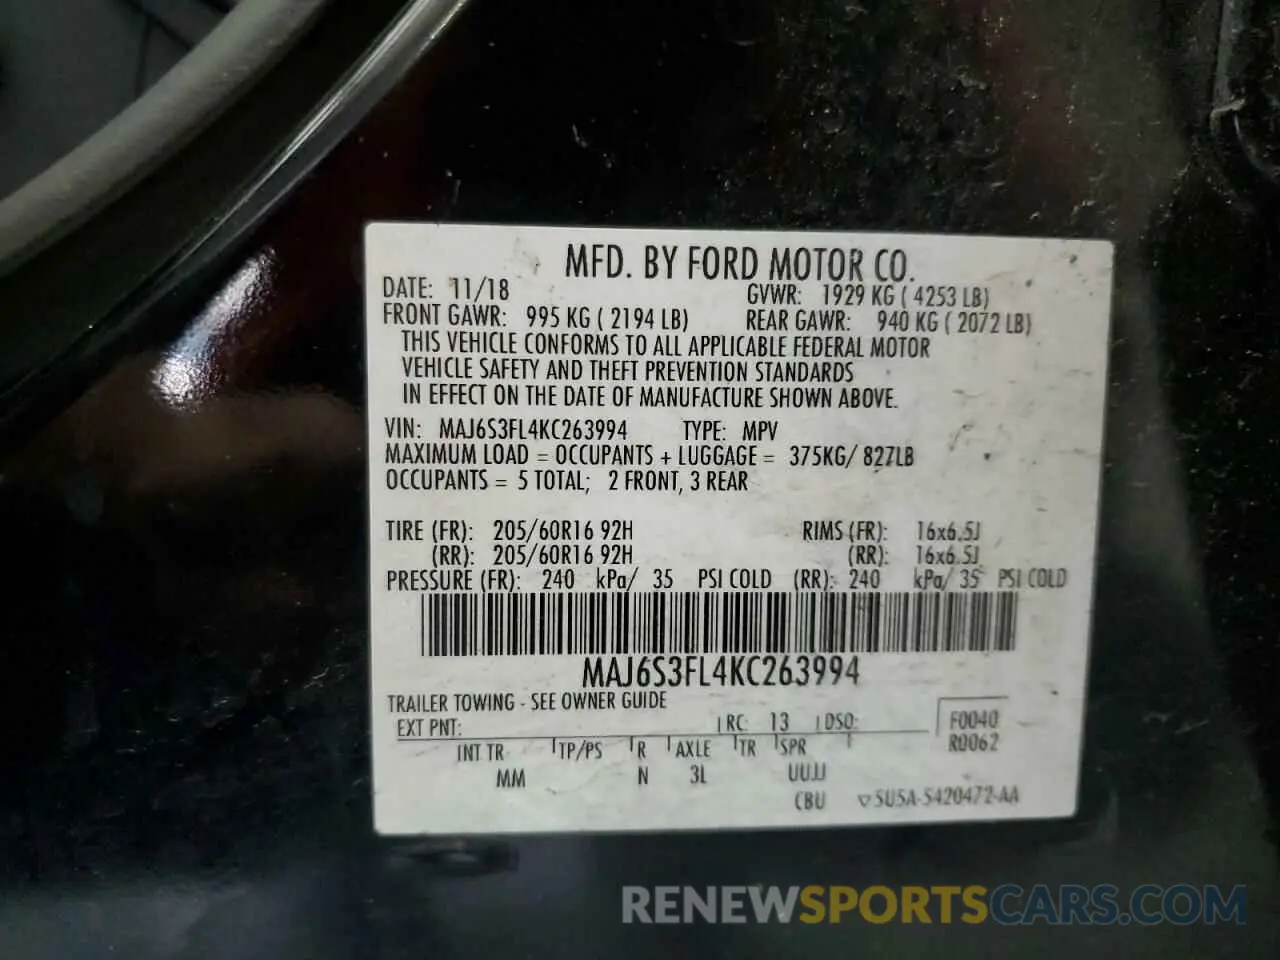 MFD. BY FORD MOTOR CO.
DATE: 11/18 GVWR: 1929 KG ( 4253 LB)
FRONT GAWR: 995 KG ( 2194 LB) REAR GAWR: 940 KG ( 2072 LB)
THIS VEHICLE CONFORMS TO ALL APPLICABLE FEDERAL MOTOR
VEHICLE SAFETY AND THEFT PREVENTION STANDARDS
IN EFFECT ON THE DATE OF MANUFACTURE SHOWN ABOVE.
VIN: MAJ6S3FL4KC263994 TYPE: MPV
MAXIMUM LOAD = OCCUPANTS + LUGGAGE = 375KG/ 827LB
OCCUPANTS = 5 TOTAL; 2 FRONT, 3 REAR
TIRE (FR): 205/60R16 92H RIMS (FR): 16x6.5J
(RR): 205/60R16 92H (RR): 16x6.5J
PRESSURE (FR): 240 kPa/ 35 PSI COLD (RR): 240 kPa/ 35 PSI COLD
MAJ6S3FL4KC263994
TRAILER TOWING - SEE OWNER GUIDE
EXT PNT: RC: 13 DSO: F0040
INT TR TP/PS R AXLE TR SPR R0062
MM N 3L UUJJ
CBU 5U5A-5420472-AA
RENEWSPORTSCARS.COM